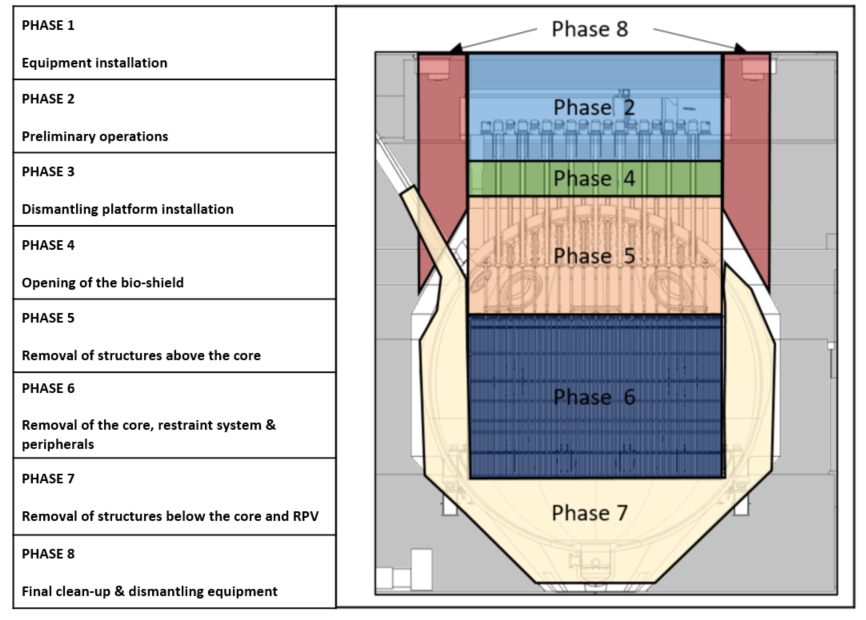 PHASE 1
Equipment installation
PHASE 2
Preliminary operations
PHASE 3
Dismantling platform installation
PHASE 4
Opening of the bio-shield
PHASE 5
Removal of structures above the core
PHASE 6
Removal of the core, restraint system &
peripherals
PHASE 7
Removal of structures below the core and RPV
PHASE 8
Final clean-up & dismantling equipment
Phase 8
Phase 2
Phase 4
Phase 5
Phase 6
Phase 7